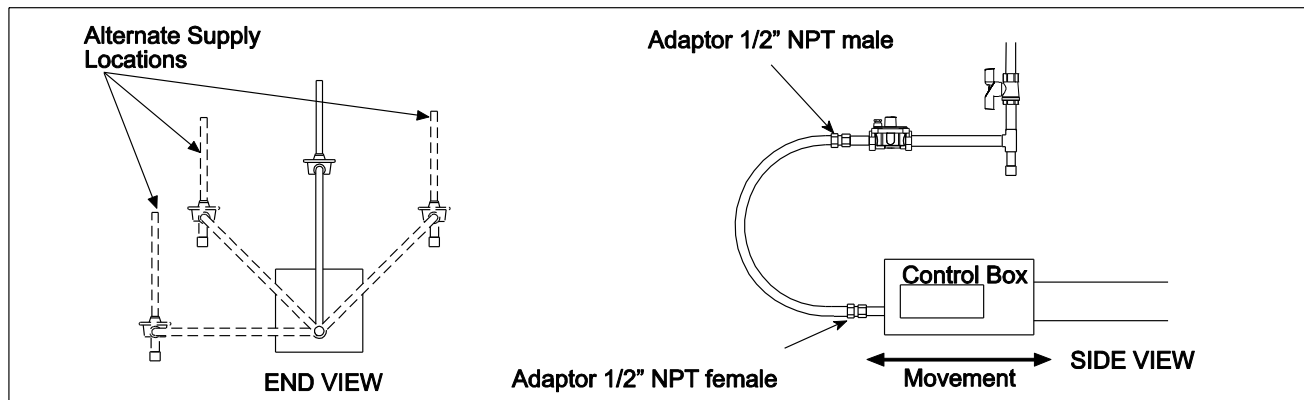 Alternate Supply
Locations
END VIEW
Adaptor 1/2” NPT male
Control Box
Adaptor 1/2” NPT female
Movement
SIDE VIEW